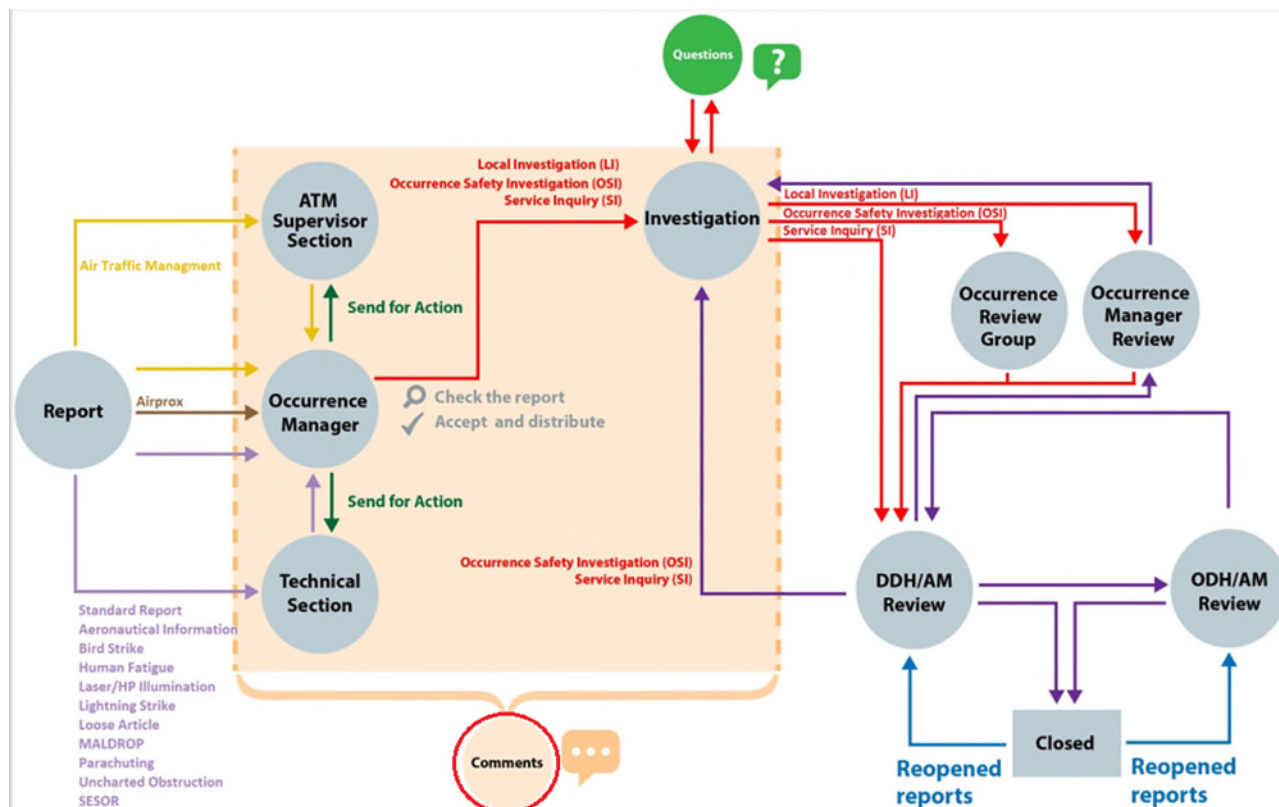 Questions
?
Local Investigation (LI)
Occurrence Safety Investigation (OSI)
Service Inquiry (SI)
ATM
Supervisor
Section
Investigation
Local Investigation (LI)
Occurrence Safety Investigation (OSI)
Service Inquiry (SI)
Air Traffic Managment
Send for Action
Occurrence
Review
Group
Occurrence
Manager
Review
Report
Airprox
Occurrence
Manager
Check the report
Accept and distribute
Send for Action
Technical
Section
Occurrence Safety Investigation (OSI)
Service Inquiry (SI)
DDH/AM
Review
ODH/AM
Review
Standard Report
Aeronautical Information
Bird Strike
Human Fatigue
Laser/HP Illumination
Lightning Strike
Loose Article
MALDROP
Parachuting
Uncharted Obstruction
SESOR
Comments
Closed
Reopened
reports
Reopened
reports